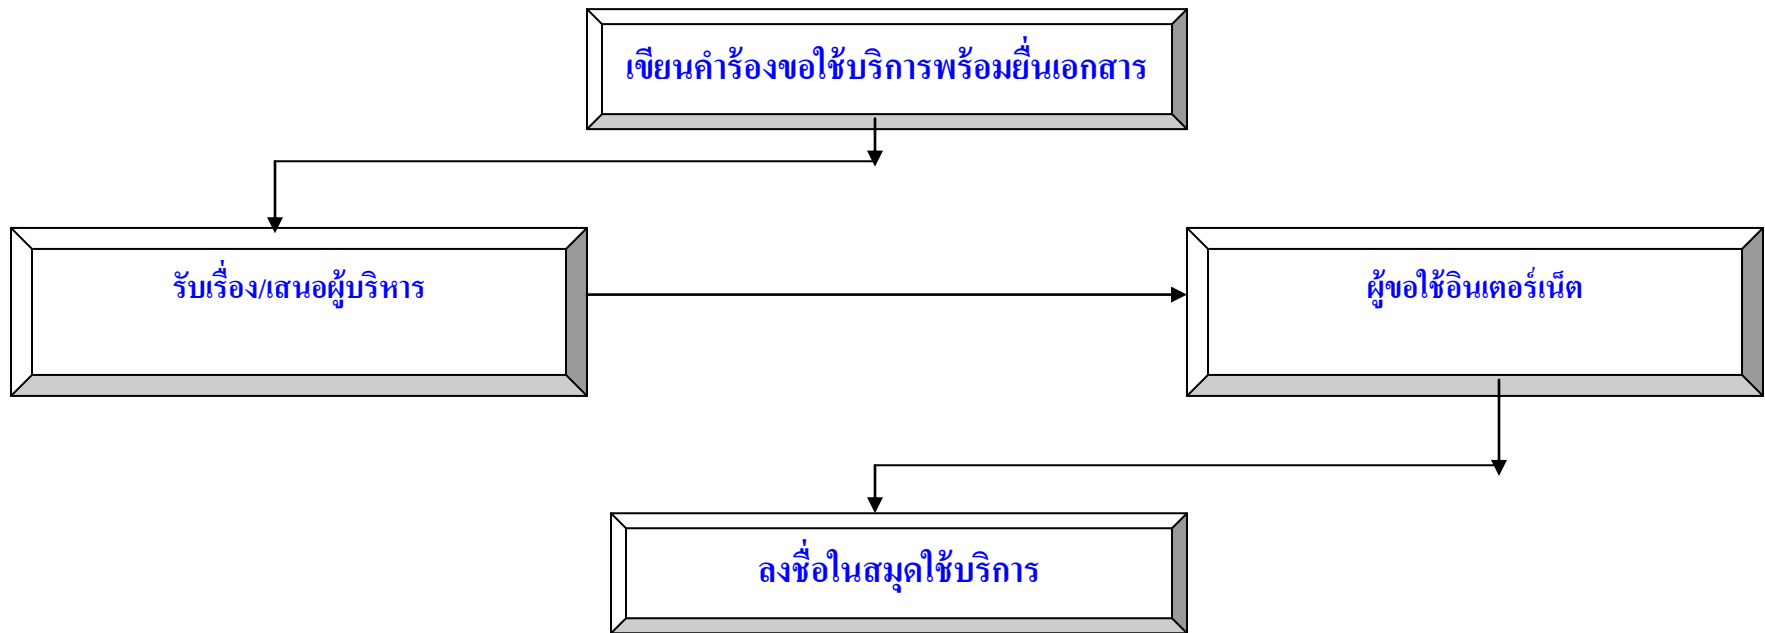 เขียนคำร้องขอใช้บริการพร้อมยื่นเอกสาร
รับเรื่อง/เสนอผู้บริหาร
ผู้ขอใช้อินเตอร์เน็ต
ลงชื่อในสมุดใช้บริการ